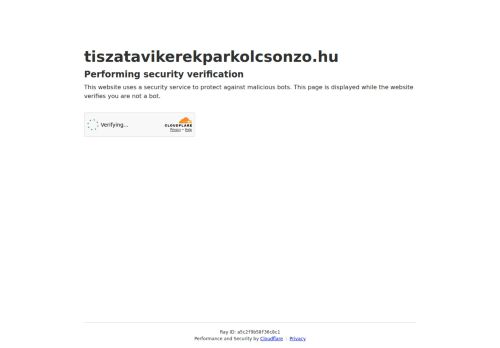 tiszatavikerekparkolcsonzo.hu
Performing security verification
This website uses a security service to protect against malicious bots. This page is displayed while the website
verifies you are not a bot.
Verifying...
CLOUDFLARE
Privacy • Help
Ray ID: a5c2f9b58f36c0c1
Performance and Security by Cloudflare | Privacy